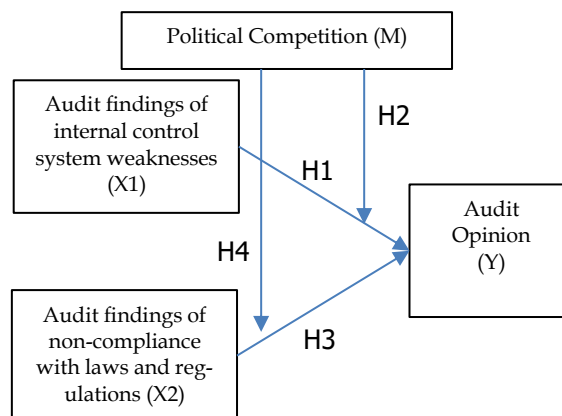 Political Competition (M)
Audit findings of
internal control
system weaknesses
(X1)
H2
H1
Audit
Opinion
(Y)
H4
Audit findings of
non-compliance
with laws and reg-
ulations (X2)
H3